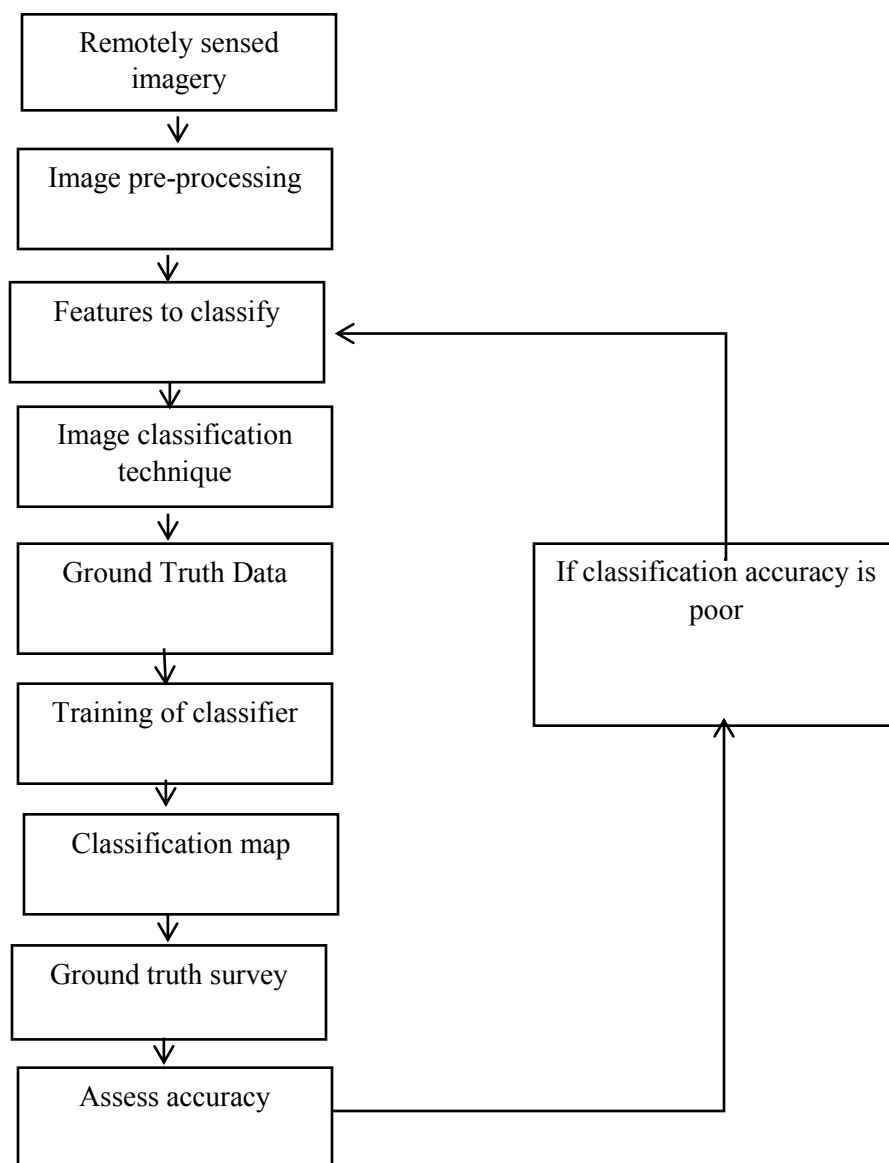 Remotely sensed
imagery
Image pre-processing
Features to classify
Image classification
technique
Ground Truth Data
Training of classifier
Classification map
Ground truth survey
Assess accuracy
If classification accuracy is
poor